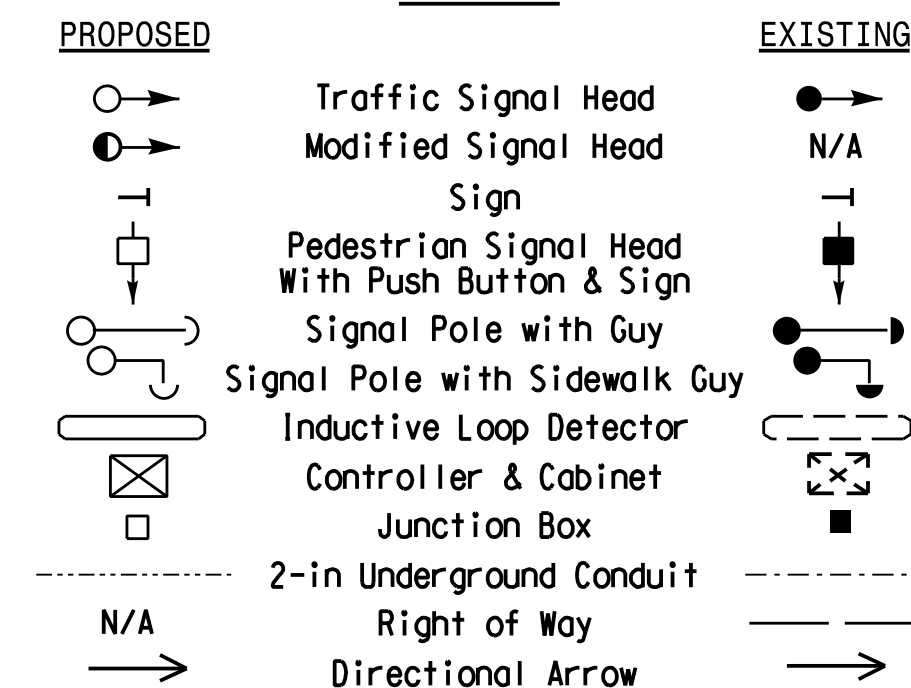 PROPOSED EXISTING
Traffic Signal Head
Modified Signal Head N/A
Sign
Pedestrian Signal Head
With Push Button & Sign
Signal Pole with Guy
Signal Pole with Sidewalk Guy
Inductive Loop Detector
Controller & Cabinet
Junction Box
2-in Underground Conduit
N/A Right of Way
Directional Arrow